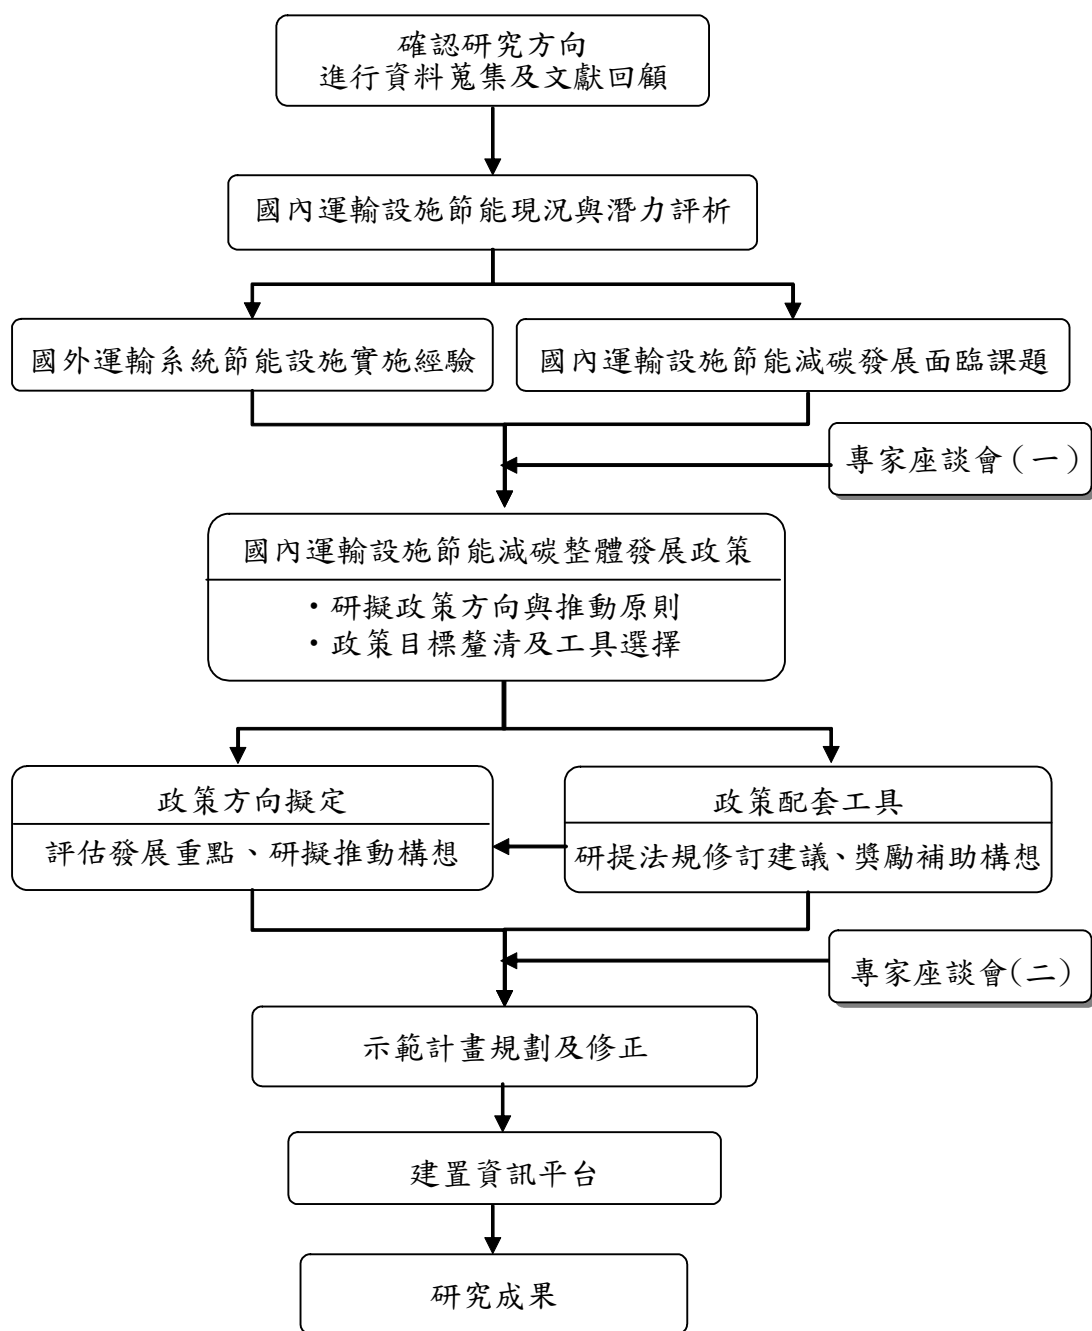 確認研究方向
進行資料蒐集及文獻回顧
國內運輸設施節能現況與潛力評析
國外運輸系統節能設施實施經驗
國內運輸設施節能減碳發展面臨課題
專家座談會（一）
國內運輸設施節能減碳整體發展政策
・研擬政策方向與推動原則
・政策目標釐清及工具選擇
政策方向擬定
評估發展重點、研擬推動構想
政策配套工具
研提法規修訂建議、獎勵補助構想
專家座談會(二)
示範計畫規劃及修正
建置資訊平台
研究成果